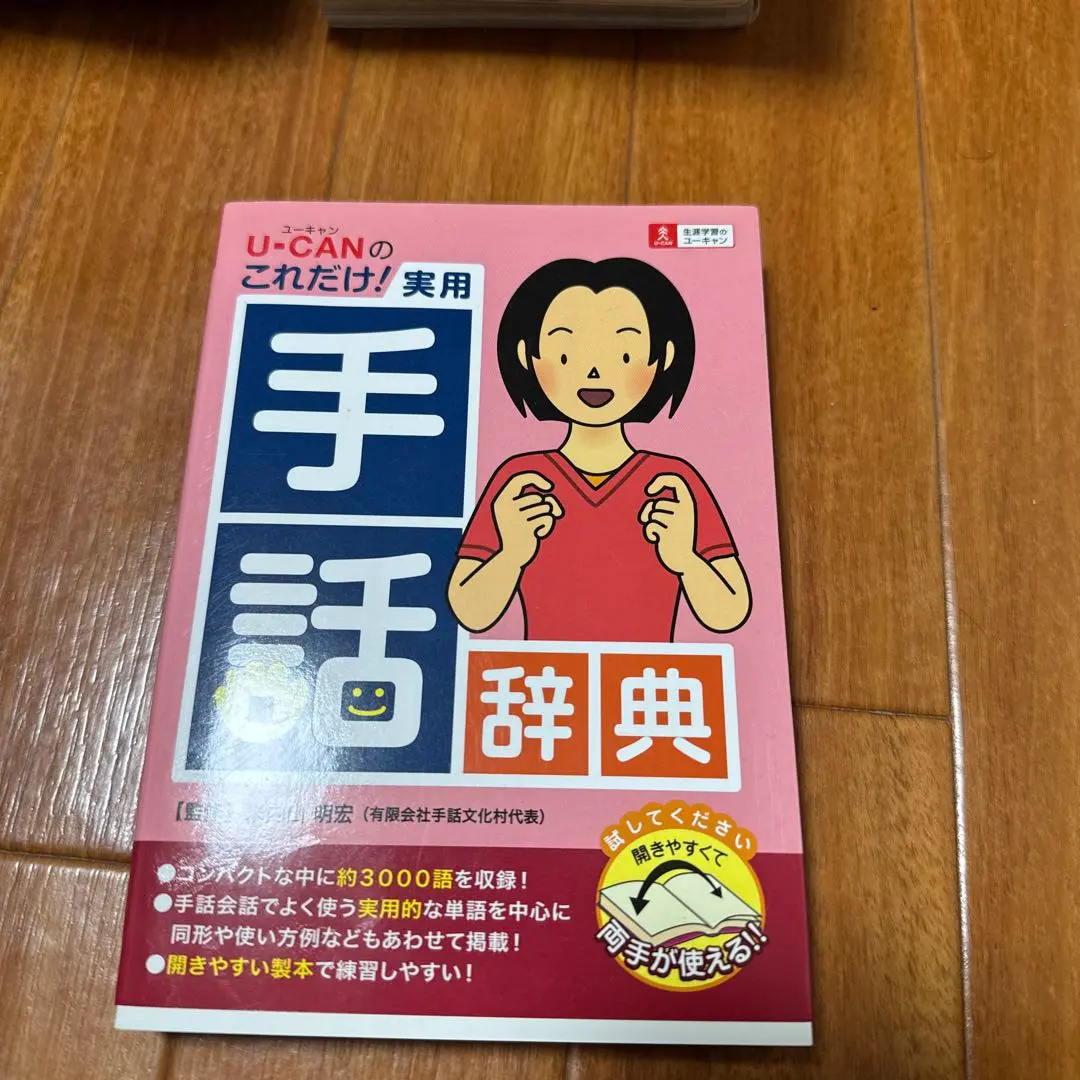 ユーキャン
U-CANの
これだけ!実用
手話辞典
U-CAN
生涯学習の
ユーキャン
明宏(有限会社手話文化村代表)
●コンパクトな中に約3000語を収録!
●手話会話でよく使う実用的な単語を中心に
同形や使い方例などもあわせて掲載!
●開きやすい製本で練習しやすい!
試してください
開きやすくて
両手が使える!!